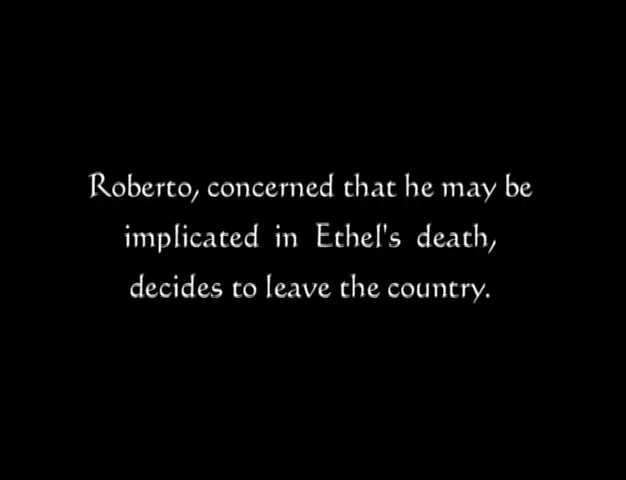 Roberto, concerned that he may be
implicated in Ethel's death,
decides to leave the country.